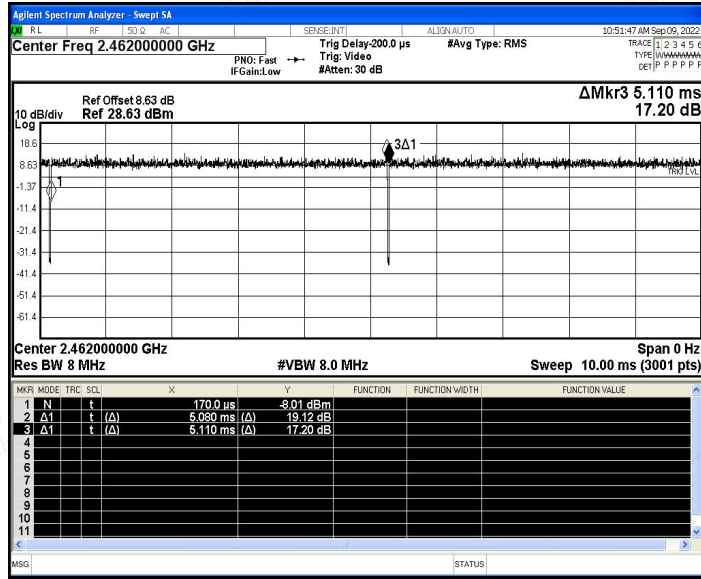 Agilent Spectrum Analyzer - Swept SA
LXI RL RF 50 Ω AC SENSE:INT ALIGN AUTO 10:51:47 AM Sep 09, 2022
Center Freq 2.462000000 GHz
PNO: Fast
IFGain:Low
Trig Delay-200.0 µs
Trig: Video
#Atten: 30 dB
#Avg Type: RMS
TRACE 1 2 3 4 5 6
TYPE WWWWWW
DET P P P P P P
Ref Offset 8.63 dB
10 dB/div Ref 28.63 dBm
Log
ΔMkr3 5.110 ms
17.20 dB
18.6
8.63
-1.37
-11.4
-21.4
-31.4
-41.4
-51.4
-61.4
1
3Δ1
TRIG LVL
Center 2.462000000 GHz Span 0 Hz
Res BW 8 MHz #VBW 8.0 MHz Sweep 10.00 ms (3001 pts)
MKR MODE TRC SCL X Y FUNCTION FUNCTION WIDTH FUNCTION VALUE
1 N t 170.0 µs -8.01 dBm
2 Δ1 t (Δ) 5.080 ms (Δ) 19.12 dB
3 Δ1 t (Δ) 5.110 ms (Δ) 17.20 dB
4
5
6
7
8
9
10
11
MSG STATUS